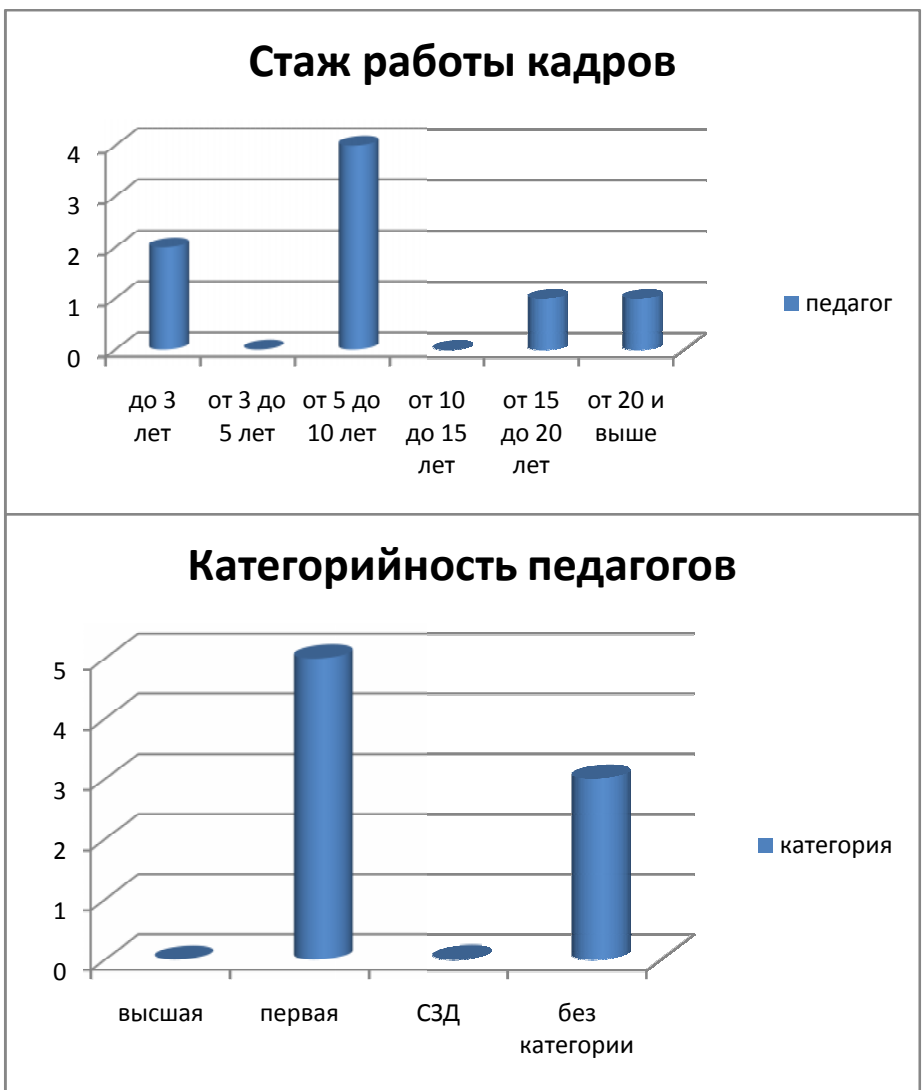 Стаж работы кадров
4
3
2
1
0
до 3
лет
от 3 до
5 лет
от 5 до
10 лет
от 10
до 15
лет
от 15
до 20
лет
от 20 и
выше
педагог
Категорийность педагогов
5
4
3
2
1
0
высшая
первая
СЗД
без
категории
категория